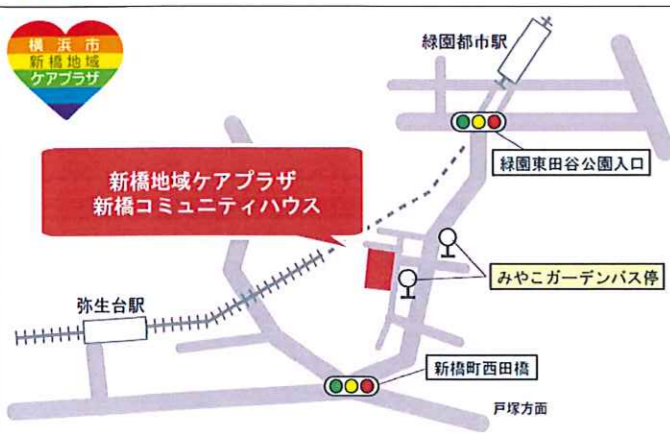 横浜市
新橋地域
ケアプラザ
緑園都市駅
緑園東田谷公園入口
新橋地域ケアプラザ
新橋コミュニティハウス
みやこガーデンバス停
弥生台駅
新橋町西田橋
戸塚方面